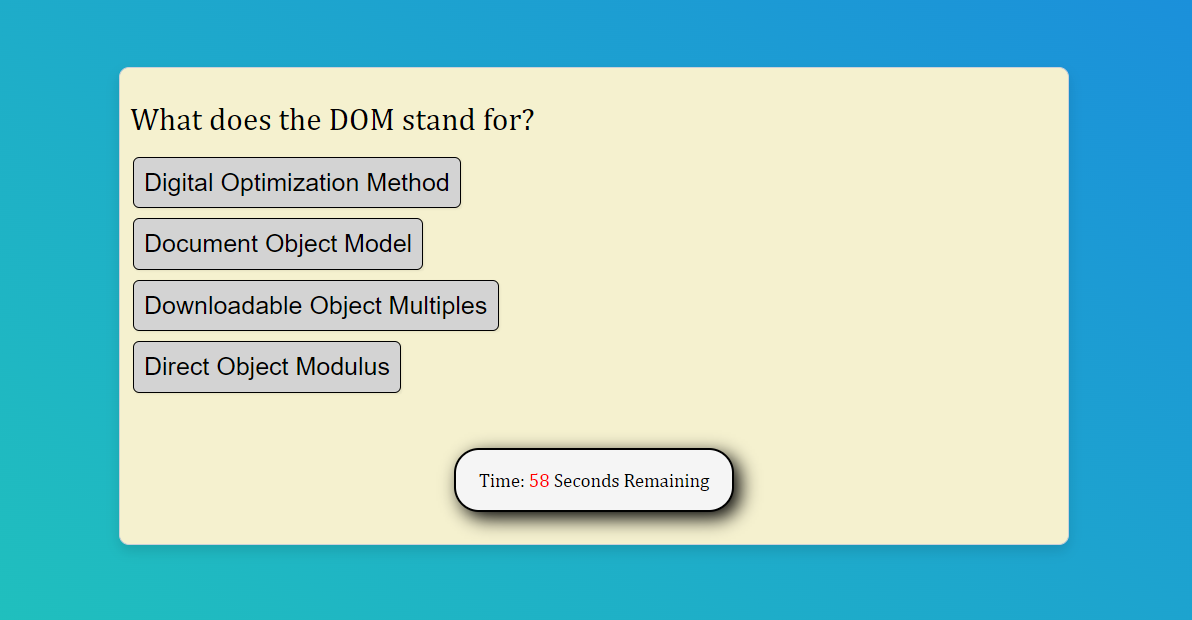 What does the DOM stand for?
Digital Optimization Method
Document Object Model
Downloadable Object Multiples
Direct Object Modulus
Time: 58 Seconds Remaining